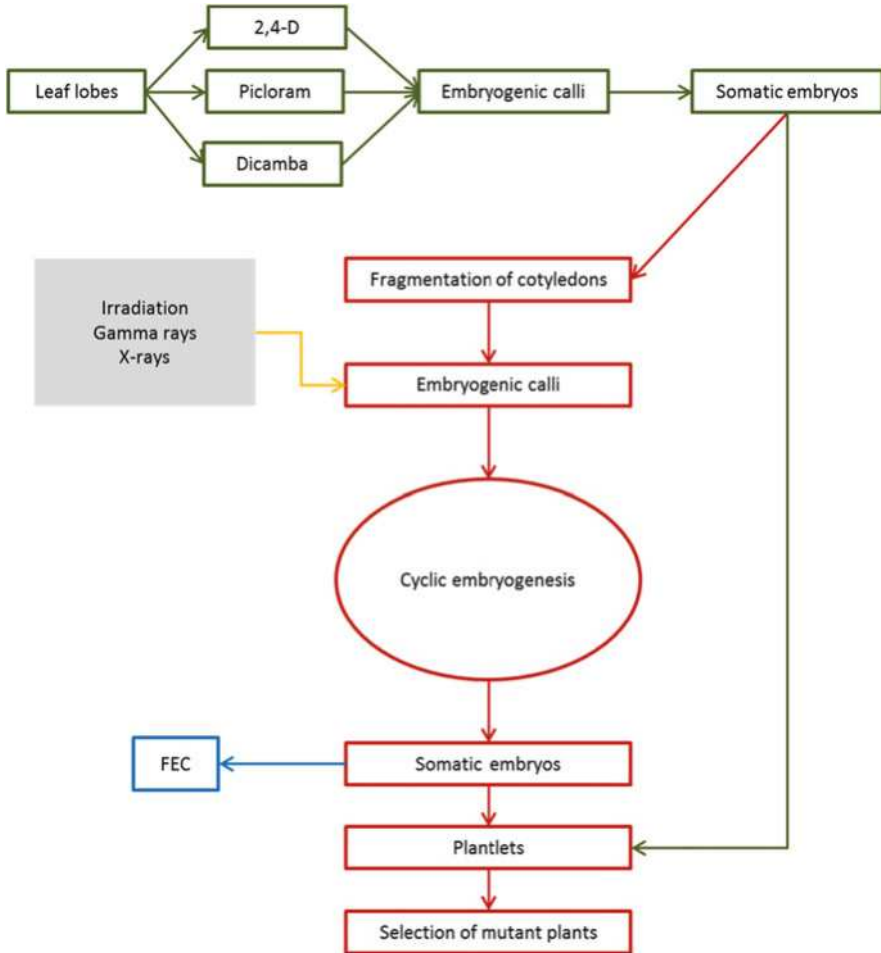 2,4-D
Leaf lobes
Picloram
Embryogenic calli
Somatic embryos
Dicamba
Fragmentation of cotyledons
Irradiation
Gamma rays
X-rays
Embryogenic calli
Cyclic embryogenesis
FEC
Somatic embryos
Plantlets
Selection of mutant plants